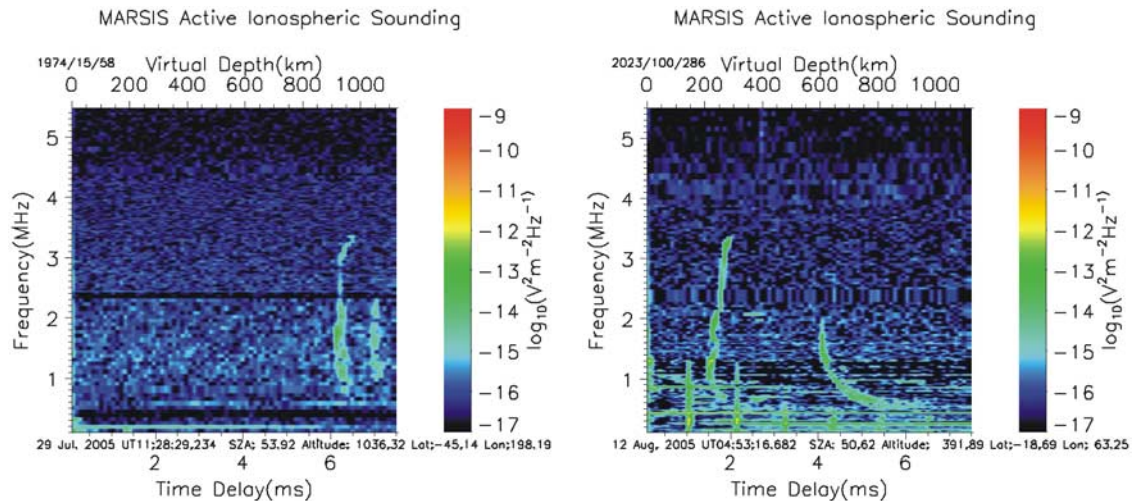 MARSIS Active Ionospheric Sounding
1974/15/58 Virtual Depth(km)
0 200 400 600 800 1000
5
4
3
2
1
Frequency(MHz)
-9
-10
-11
-12
-13
-14
-15
-16
-17
log10(V²m⁻²Hz⁻¹)
29 Jul, 2005 UT11:28:29,234 SZA: 53.92 Altitude: 1036,32 Lat:-45,14 Lon:198.19
2 4 6
Time Delay(ms)
MARSIS Active Ionospheric Sounding
2023/100/286 Virtual Depth(km)
0 200 400 600 800 1000
5
4
3
2
1
Frequency(MHz)
-9
-10
-11
-12
-13
-14
-15
-16
-17
log10(V²m⁻²Hz⁻¹)
12 Aug, 2005 UT04:53:16.682 SZA: 50,62 Altitude: 391,89 Lat:-18,69 Lon: 63.25
2 4 6
Time Delay(ms)